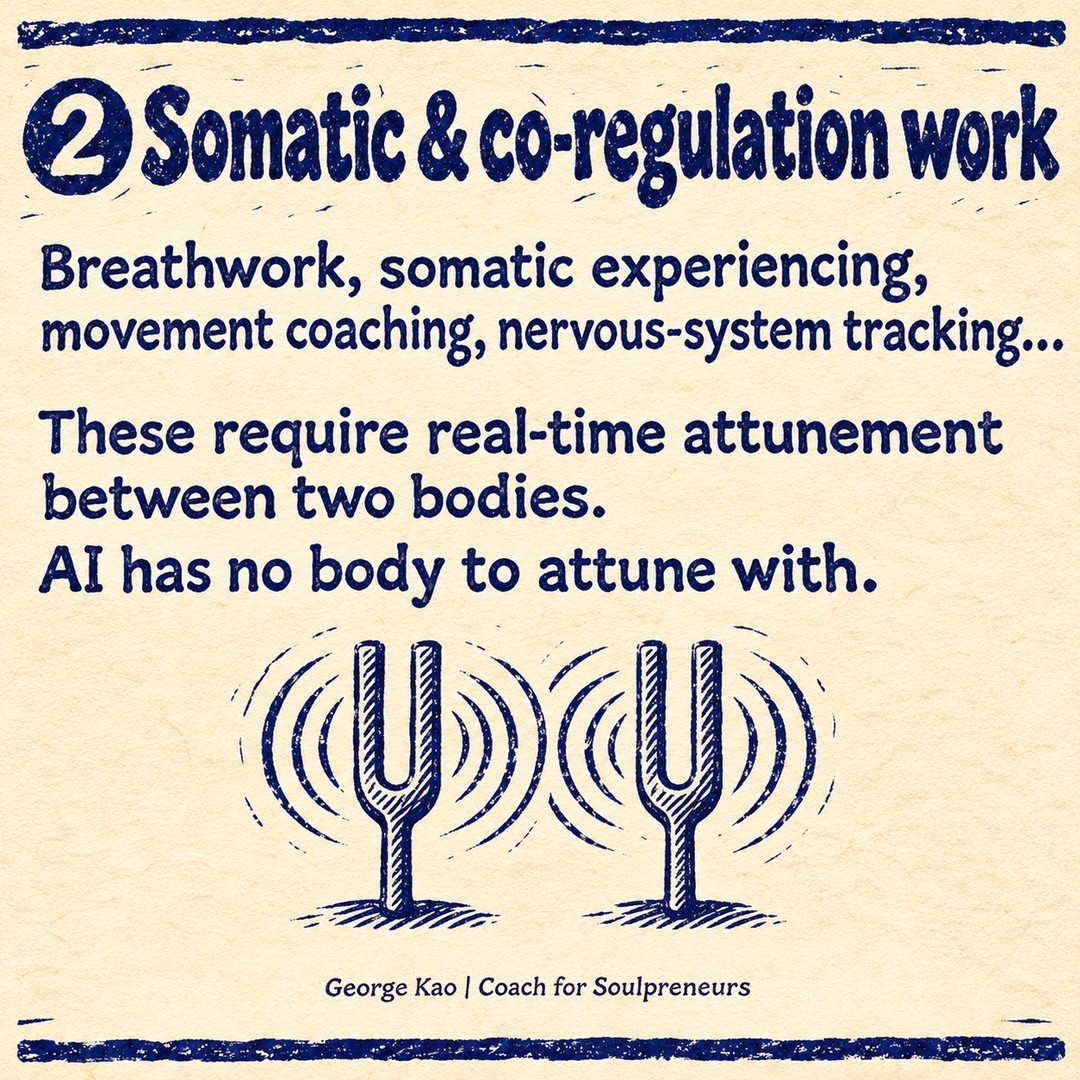 2 Somatic & co-regulation work
Breathwork, somatic experiencing,
movement coaching, nervous-system tracking...
These require real-time attunement
between two bodies.
AI has no body to attune with.
George Kao | Coach for Soulpreneurs